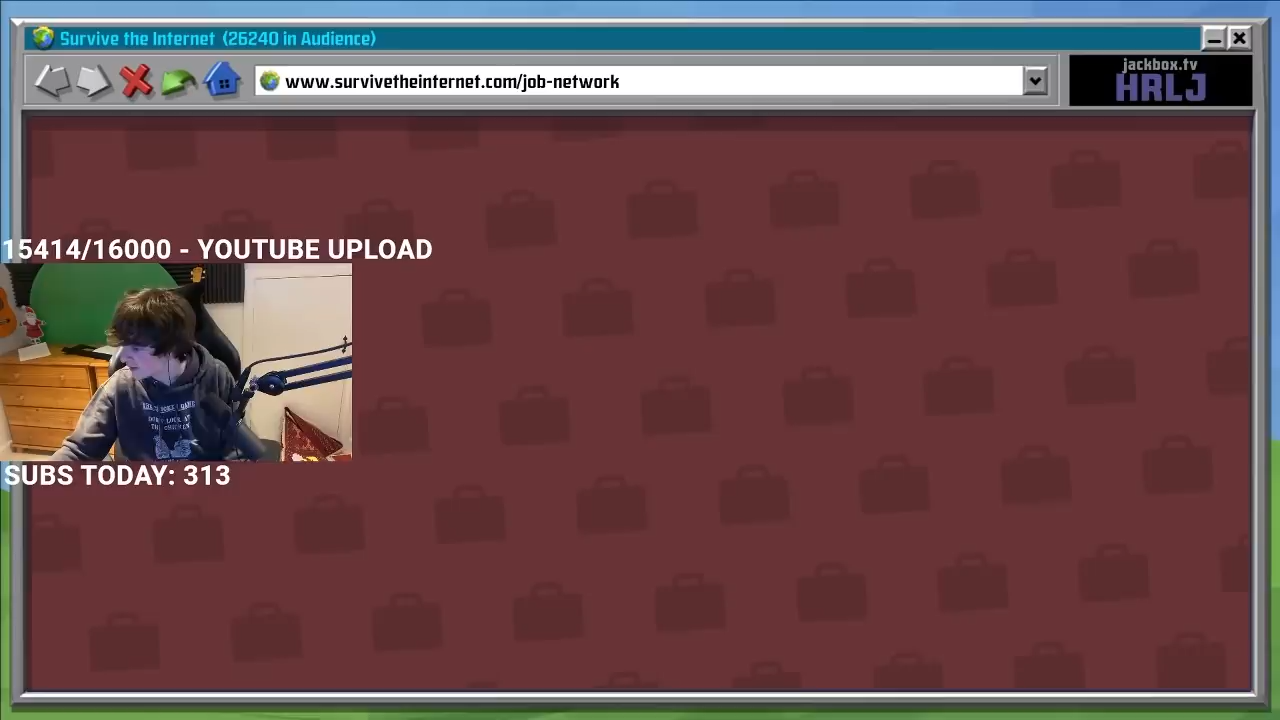 Survive the Internet (26240 in Audience)
www.survivetheinternet.com/job-network
jackbox.tv
HRLJ
15414/16000 - YOUTUBE UPLOAD
SUBS TODAY: 313